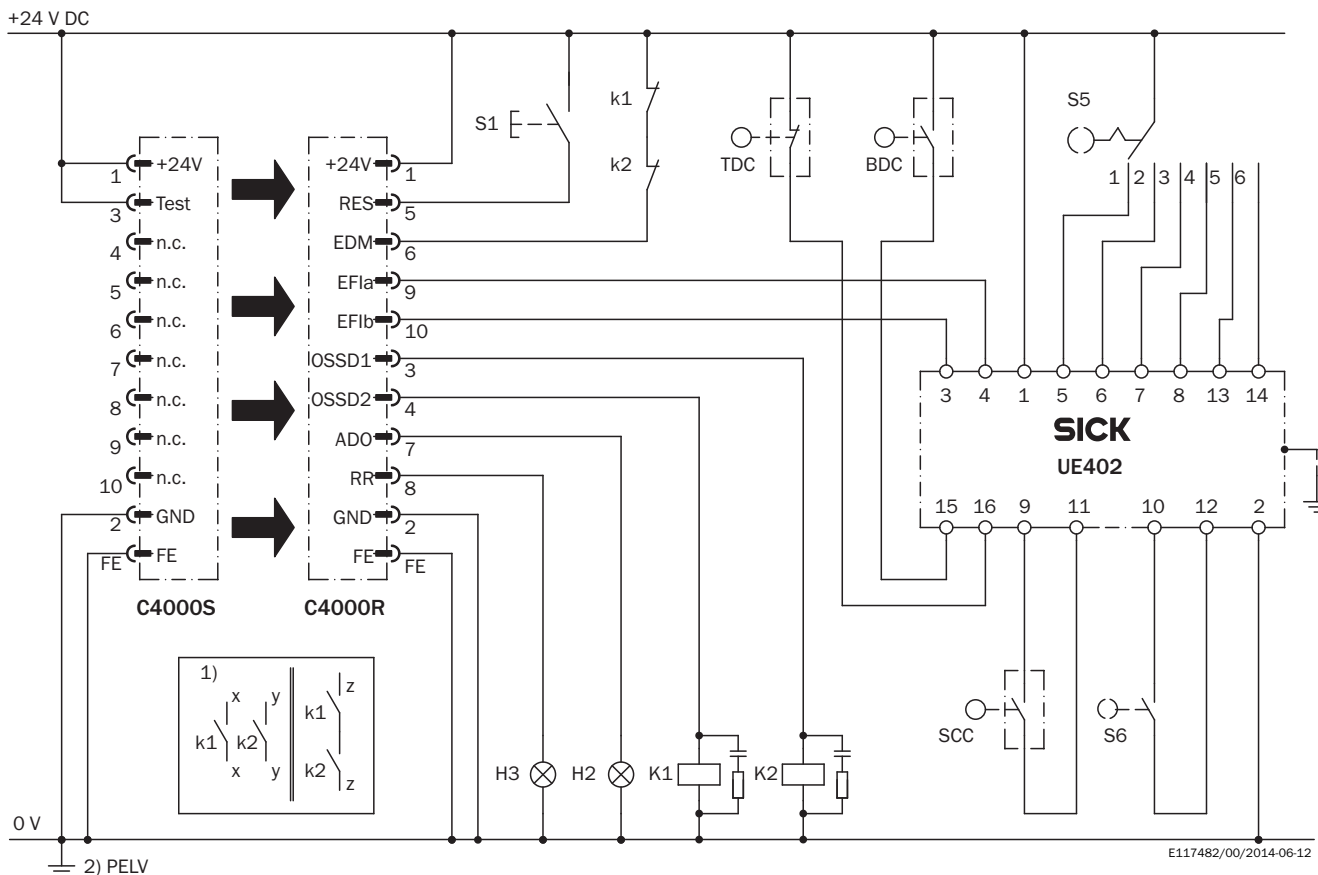 +24 V DC
k1
k2
S1
TDC
BDC
S5
1 2 3 4 5 6
1 +24V
3 Test
4 n.c.
5 n.c.
6 n.c.
7 n.c.
8 n.c.
9 n.c.
10 n.c.
2 GND
FE FE
C4000S
+24V 1
RES 5
EDM 6
EFIa 9
EFIb 10
OSSD1 3
OSSD2 4
ADO 7
RR 8
GND 2
FE FE
C4000R
3 4 1 5 6 7 8 13 14
SICK
UE402
15 16 9 11 10 12 2
1)
x y z
k1 k2 k1
x y k2 z
H3 H2 K1 K2
SCC
S6
0 V
2) PELV
E117482/00/2014-06-12